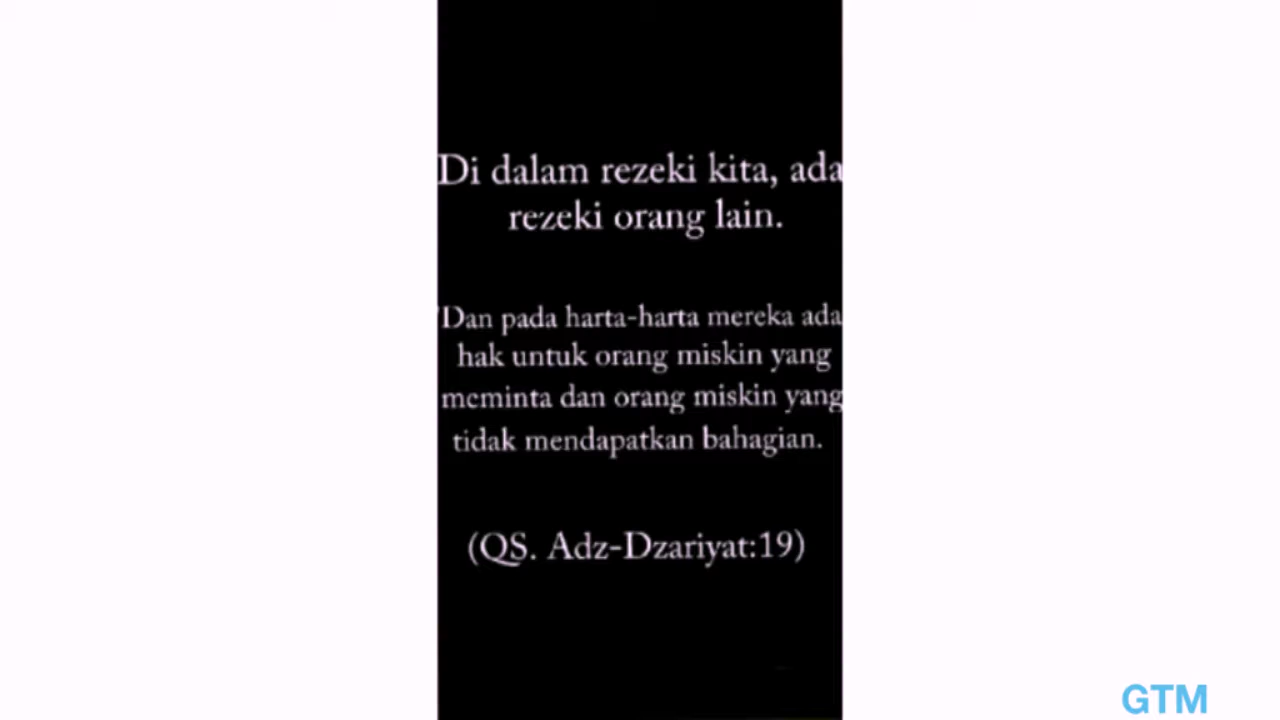 Di dalam rezeki kita, ada
rezeki orang lain.
"Dan pada harta-harta mereka ada
hak untuk orang miskin yang
meminta dan orang miskin yang
tidak mendapatkan bahagian.
(QS. Adz-Dzariyat:19)
GTM